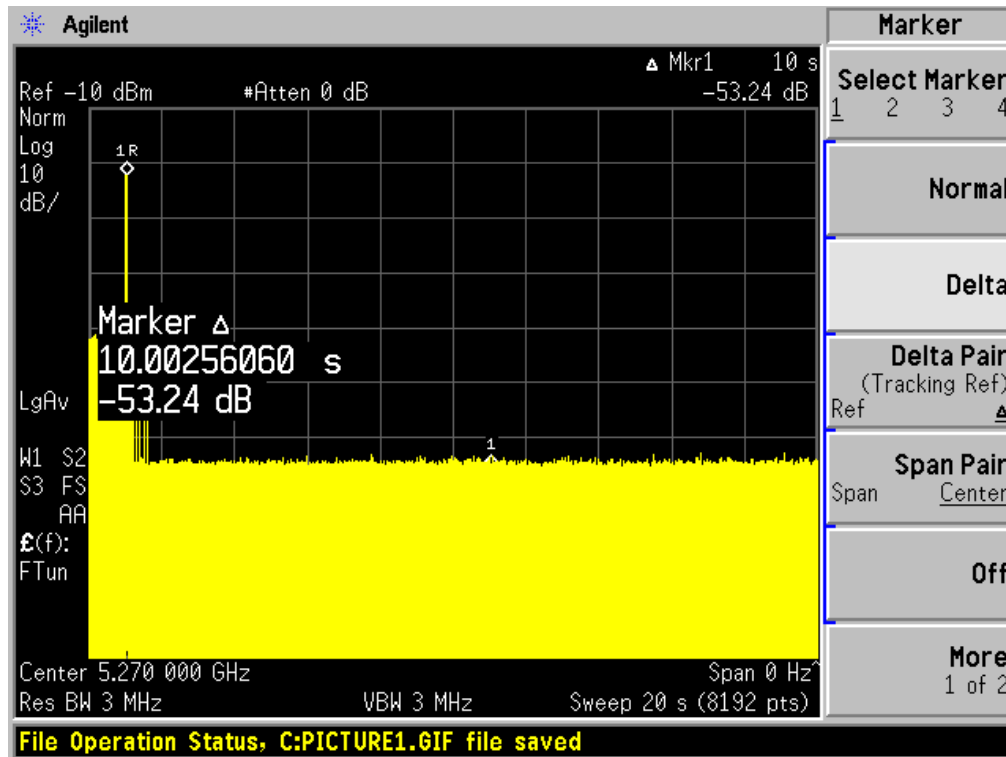 Agilent
Marker
Δ Mkr1 10 s
Ref -10 dBm #Atten 0 dB -53.24 dB
Norm
Log
10
dB/
1R
Marker Δ
10.00256060 s
-53.24 dB
LgAv
1
W1 S2
S3 FS
AA
£(f):
FTun
Center 5.270 000 GHz Span 0 Hz^
Res BW 3 MHz VBW 3 MHz Sweep 20 s (8192 pts)
File Operation Status, C:PICTURE1.GIF file saved
Select Marker
1 2 3 4
Normal
Delta
Delta Pair
(Tracking Ref)
Ref Δ
Span Pair
Span Center
Off
More
1 of 2